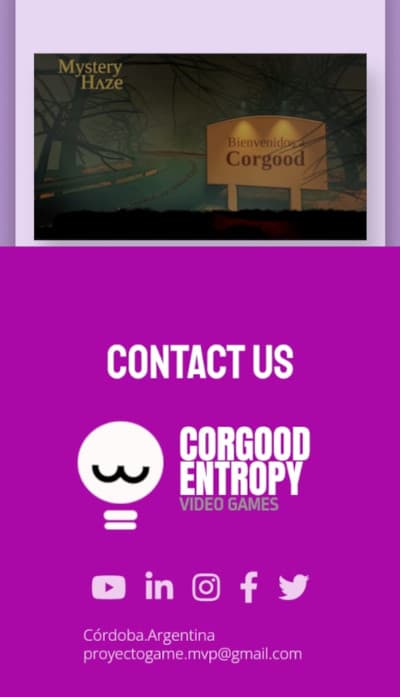 Mystery
Haze
Bienvenidos a
Corgood
CONTACT US
CORGOOD
ENTROPY
VIDEO GAMES
Córdoba.Argentina
proyectogame.mvp@gmail.com